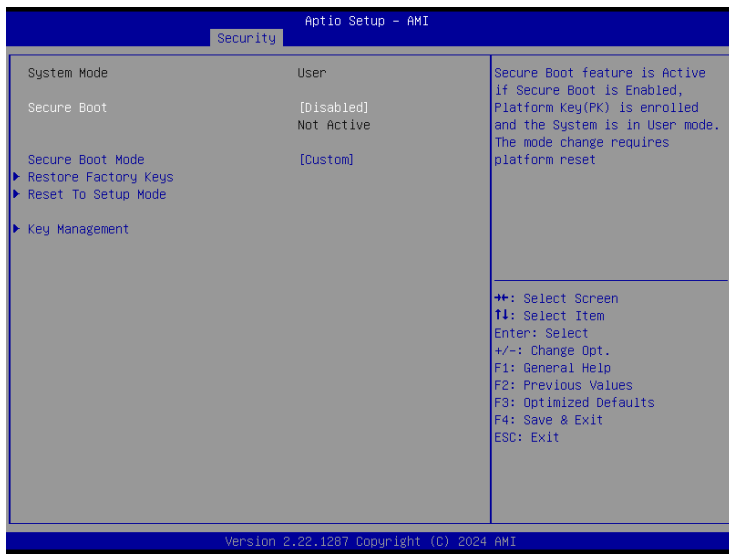 Aptio Setup – AMI
Security
System Mode User
Secure Boot [Disabled]
Not Active
Secure Boot Mode [Custom]
▶ Restore Factory Keys
▶ Reset To Setup Mode
▶ Key Management
Secure Boot feature is Active
if Secure Boot is Enabled,
Platform Key(PK) is enrolled
and the System is in User mode.
The mode change requires
platform reset
→←: Select Screen
↑↓: Select Item
Enter: Select
+/-: Change Opt.
F1: General Help
F2: Previous Values
F3: Optimized Defaults
F4: Save & Exit
ESC: Exit
Version 2.22.1287 Copyright (C) 2024 AMI